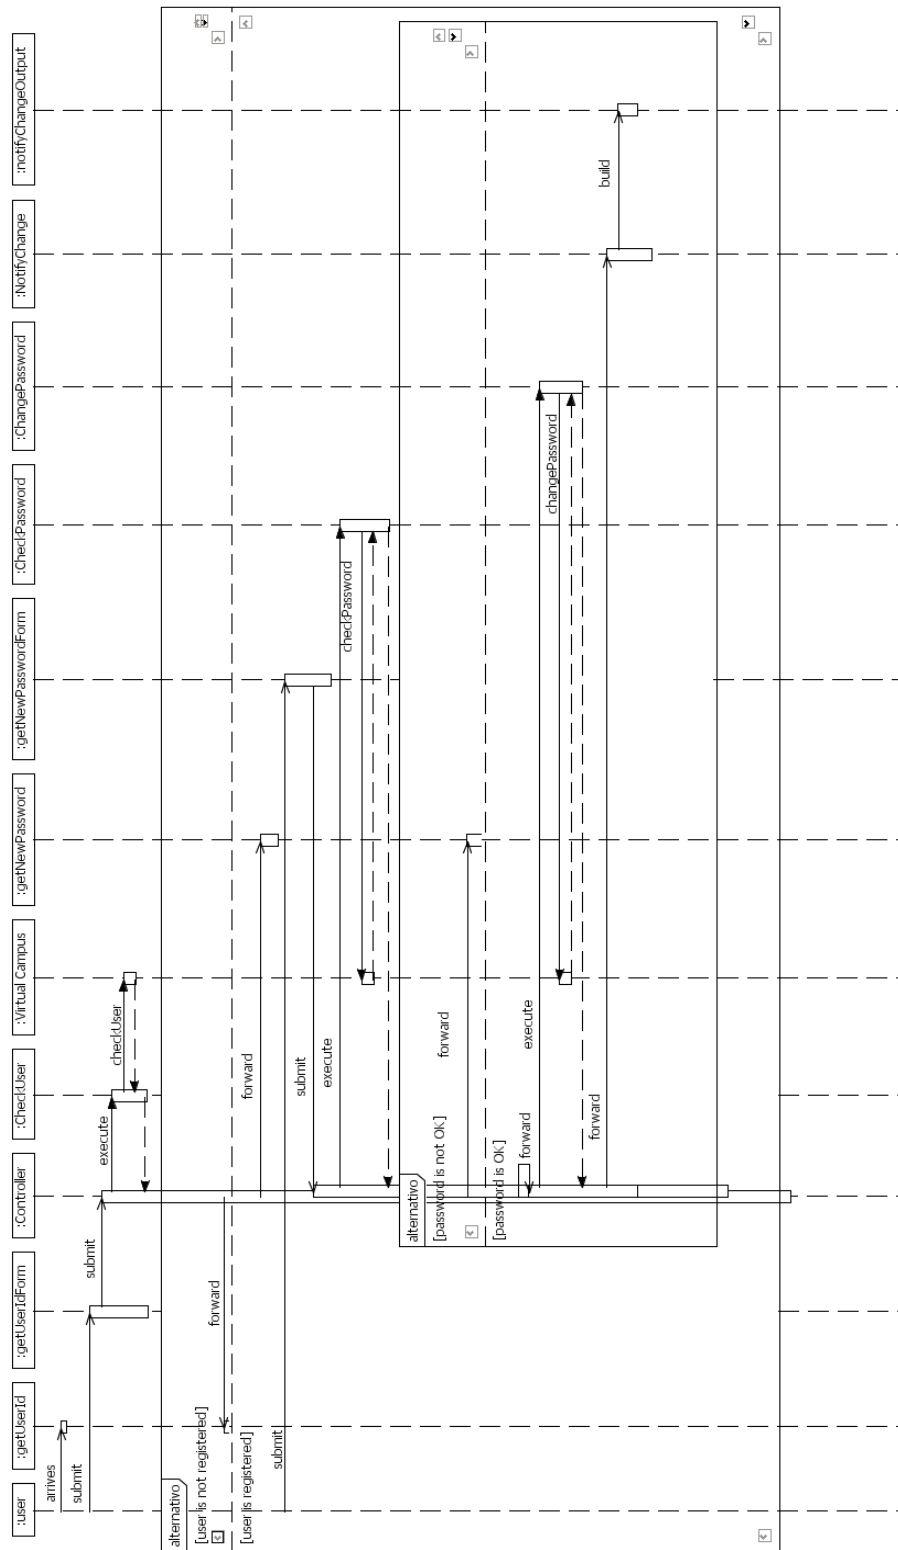 :user
:getUserId
:getUserIdForm
:Controller
:CheckUser
:Virtual Campus
:getNewPassword
:getNewPasswordForm
:CheckPassword
:ChangePassword
:NotifyChange
:notifyChangeOutput
arrives
submit
submit
execute
checkUser
alternativo
[user is not registered]
forward
[user is registered]
forward
submit
submit
execute
checkPassword
alternativo
[password is not OK]
forward
[password is OK]
forward
execute
changePassword
forward
build